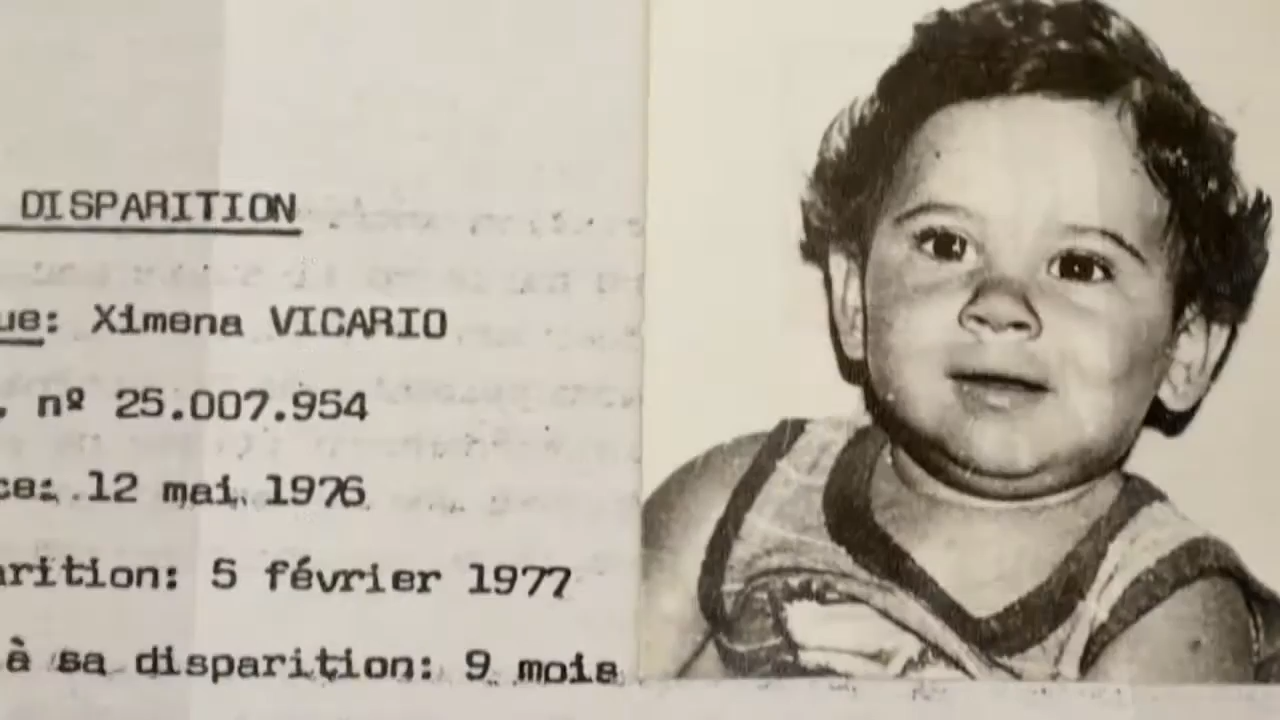 DISPARITION
ue: Ximena VICARIO
. nº 25.007.954
ce: 12 mai 1976
arition: 5 février 1977
à sa disparition: 9 mois